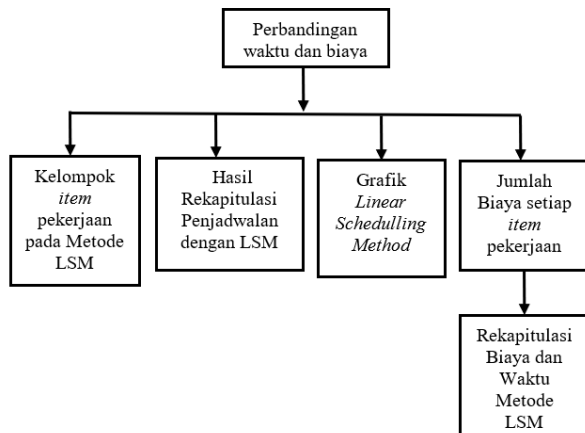 Perbandingan
waktu dan biaya
Kelompok
item
pekerjaan
pada Metode
LSM
Hasil
Rekapitulasi
Penjadwalan
dengan LSM
Grafik
Linear
Schedulling
Method
Jumlah
Biaya setiap
item
pekerjaan
Rekapitulasi
Biaya dan
Waktu
Metode
LSM